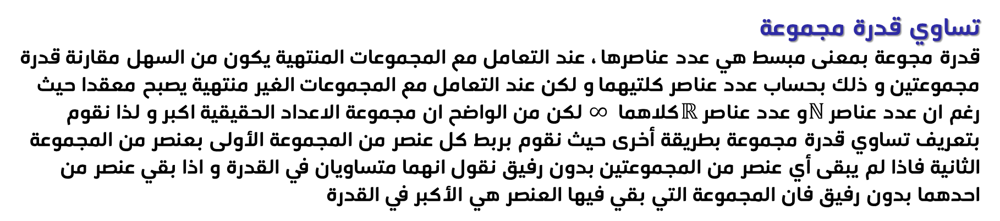 تساوي قدرة مجموعة
قدرة مجوعة بمعنى مبسط هي عدد عناصرها ، عند التعامل مع المجموعات المنتهية يكون من السهل مقارنة قدرة
مجموعتين و ذلك بحساب عدد عناصر كلتيهما و لكن عند التعامل مع المجموعات الغير منتهية يصبح معقدا حيث
رغم ان عدد عناصر ℕو عدد عناصر ℝكلاهما ∞ لكن من الواضح ان مجموعة الاعداد الحقيقية اكبر و لذا نقوم
بتعريف تساوي قدرة مجموعة بطريقة أخرى حيث نقوم بربط كل عنصر من المجموعة الأولى بعنصر من المجموعة
الثانية فاذا لم يبقى أي عنصر من المجموعتين بدون رفيق نقول انهما متساويان في القدرة و اذا بقي عنصر من
احدهما بدون رفيق فان المجموعة التي بقي فيها العنصر هي الأكبر في القدرة